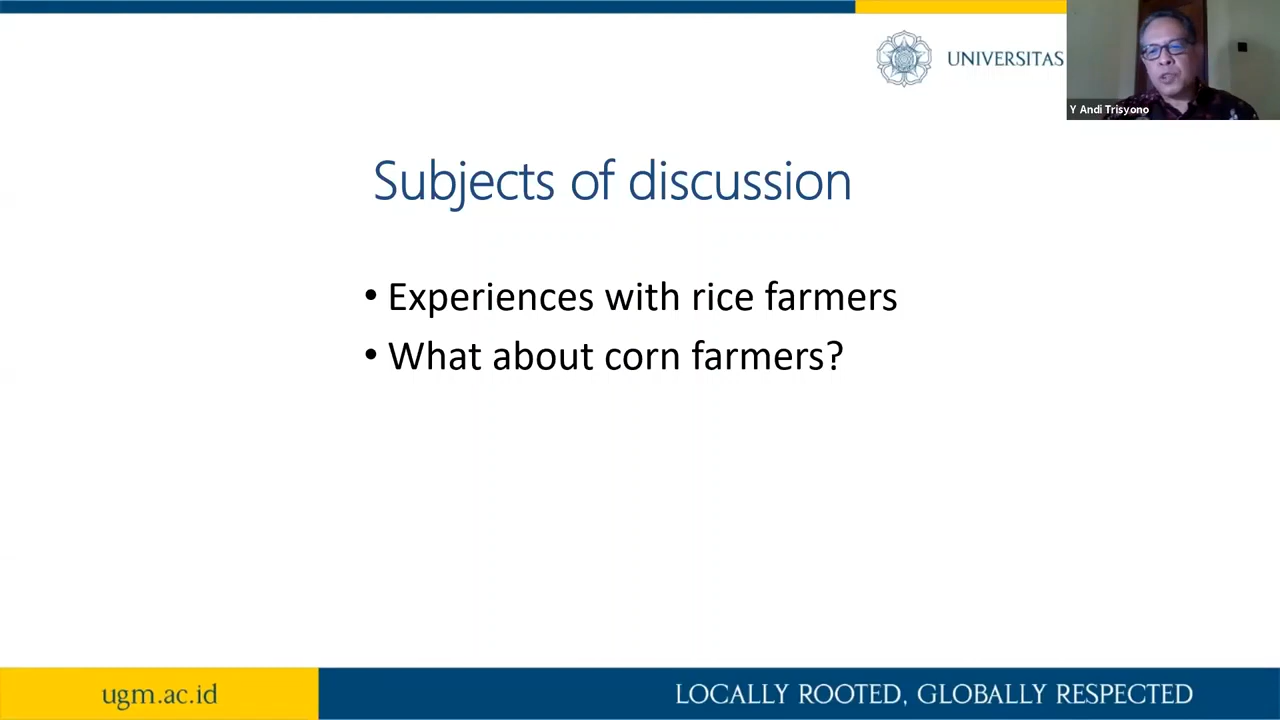 UNIVERSITAS
Y Andi Trisyono
Subjects of discussion
• Experiences with rice farmers
• What about corn farmers?
ugm.ac.id
LOCALLY ROOTED, GLOBALLY RESPECTED